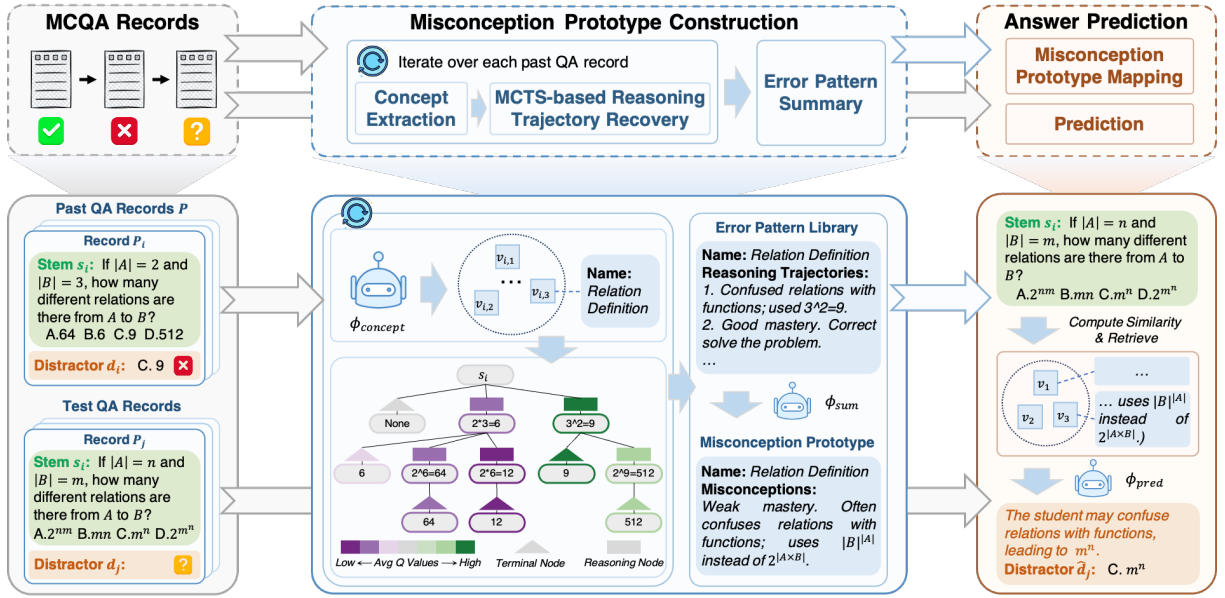 MCQA Records
Misconception Prototype Construction
Iterate over each past QA record
Concept
Extraction
MCTS-based Reasoning
Trajectory Recovery
Error Pattern
Summary
Answer Prediction
Misconception
Prototype Mapping
Prediction
?
Past QA Records P
Record P_i
Stem s_i: If |A| = 2 and
|B| = 3, how many
different relations are
there from A to B?
A.64 B.6 C.9 D.512
Distractor d_i: C. 9
Test QA Records
Record P_j
Stem s_i: If |A| = n and
|B| = m, how many
different relations are
there from A to B?
A.2^{nm} B.mn C.m^n D.2^{m^n}
Distractor d_j: ?
ϕ_concept
v_{i,1}
...
v_{i,2}
v_{i,3}
Name:
Relation
Definition
s_i
None
2*3=6
3^2=9
6
2^6=64
2*6=12
9
2^9=512
64
12
512
Low ← Avg Q Values → High
Terminal Node
Reasoning Node
Error Pattern Library
Name: Relation Definition
Reasoning Trajectories:
1. Confused relations with
functions; used 3^2=9.
2. Good mastery. Correct
solve the problem.
...
ϕ_sum
Misconception Prototype
Name: Relation Definition
Misconceptions:
Weak mastery. Often
confuses relations with
functions; uses |B|^{|A|}
instead of 2^{|A×B|}.
Stem s_i: If |A| = n and
|B| = m, how many different
relations are there from A to
B?
A.2^{nm} B.mn C.m^n D.2^{m^n}
Compute Similarity
& Retrieve
v_1
v_2
v_3
...
... uses |B|^{|A|}
instead of
2^{|A×B|}.)
ϕ_pred
The student may confuse
relations with functions,
leading to m^n.
Distractor d̂_j: C. m^n